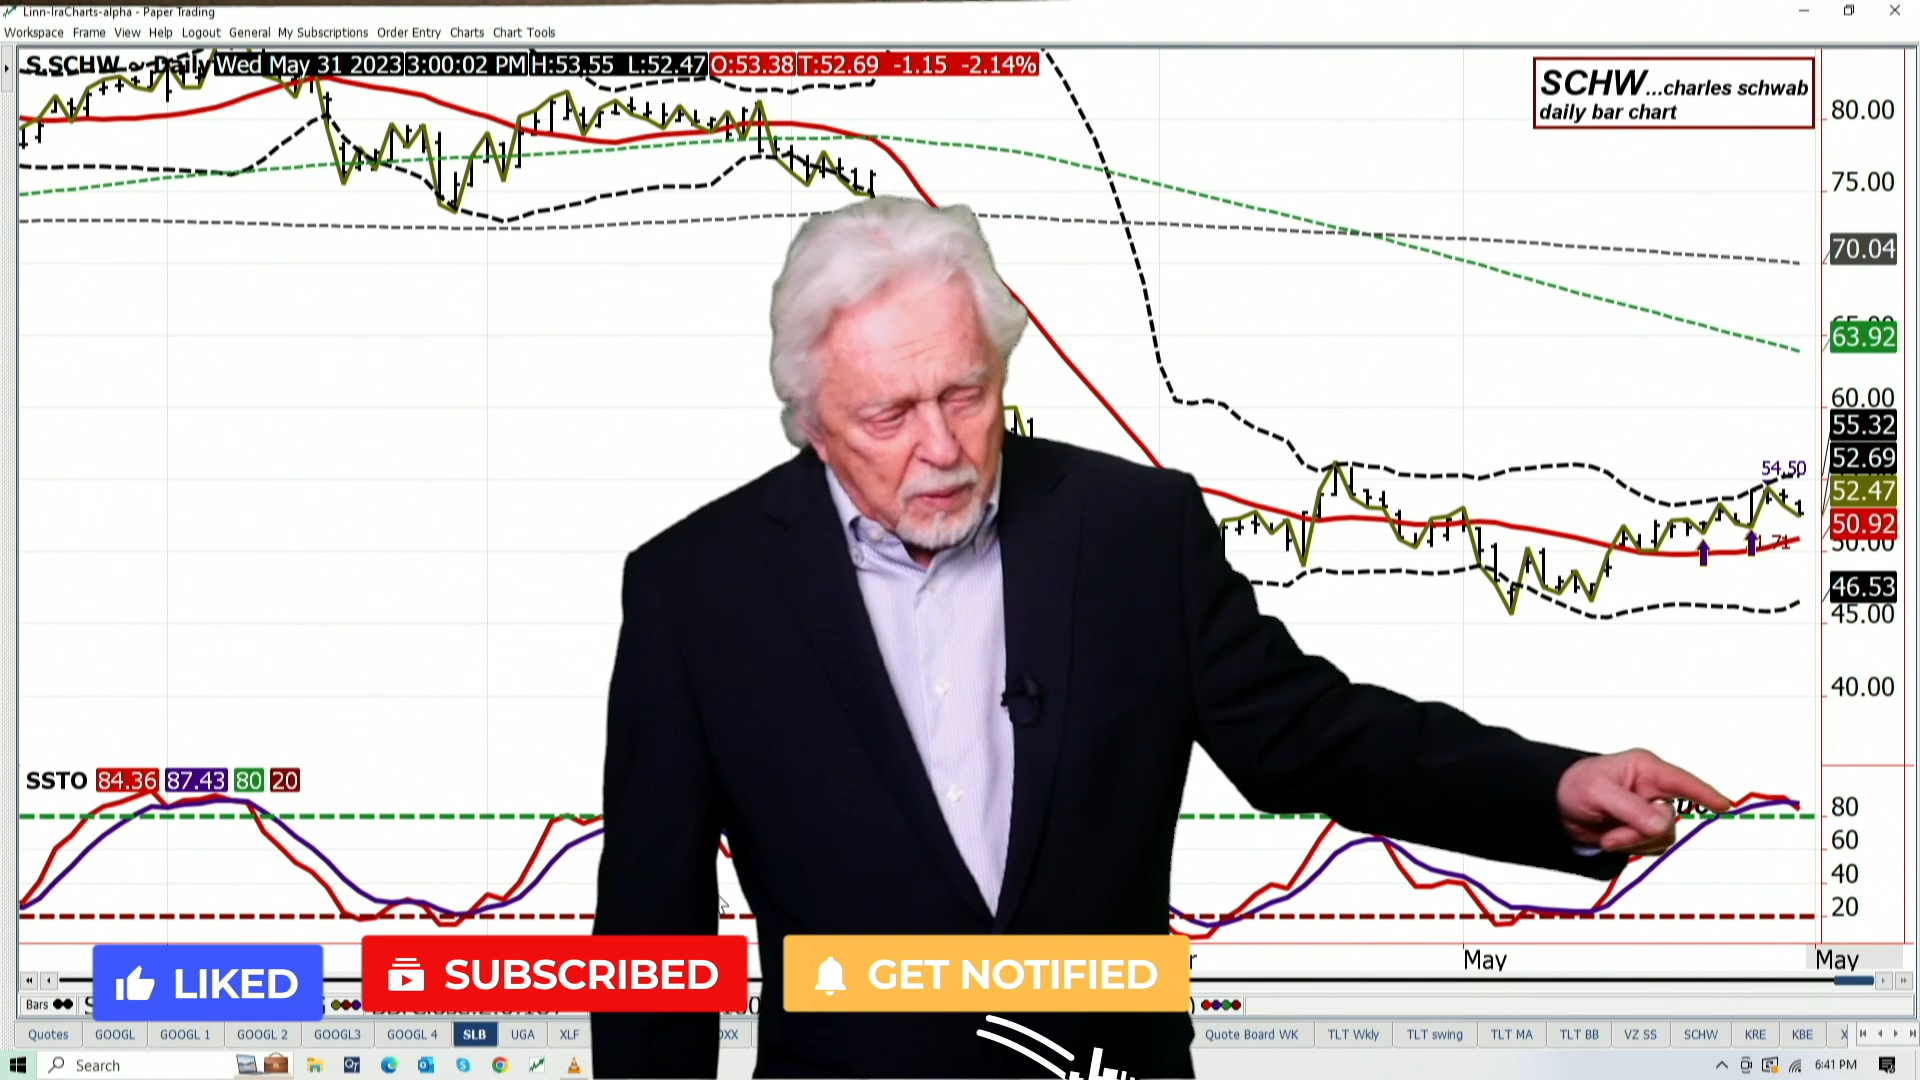 Linn-IraCharts-alpha - Paper Trading
Workspace Frame View Help Logout General My Subscriptions Order Entry Charts Chart Tools
S.SCHW ~ Daily Wed May 31 2023 3:00:02 PM H:53.55 L:52.47 O:53.38 T:52.69 -1.15 -2.14%
SCHW...charles schwab
daily bar chart
80.00
75.00
70.04
63.92
60.00
55.32
52.69
54.50
52.47
50.92
50.00
46.53
45.00
40.00
SSTO 84.36 87.43 80 20
80
60
40
20
May May
LIKED SUBSCRIBED GET NOTIFIED
Bars
Quotes GOOGL GOOGL 1 GOOGL 2 GOOGL3 GOOGL 4 SLB UGA XLF Quote Board WK TLT Wkly TLT swing TLT MA TLT BB VZ SS SCHW KRE KBE
Search 6:41 PM